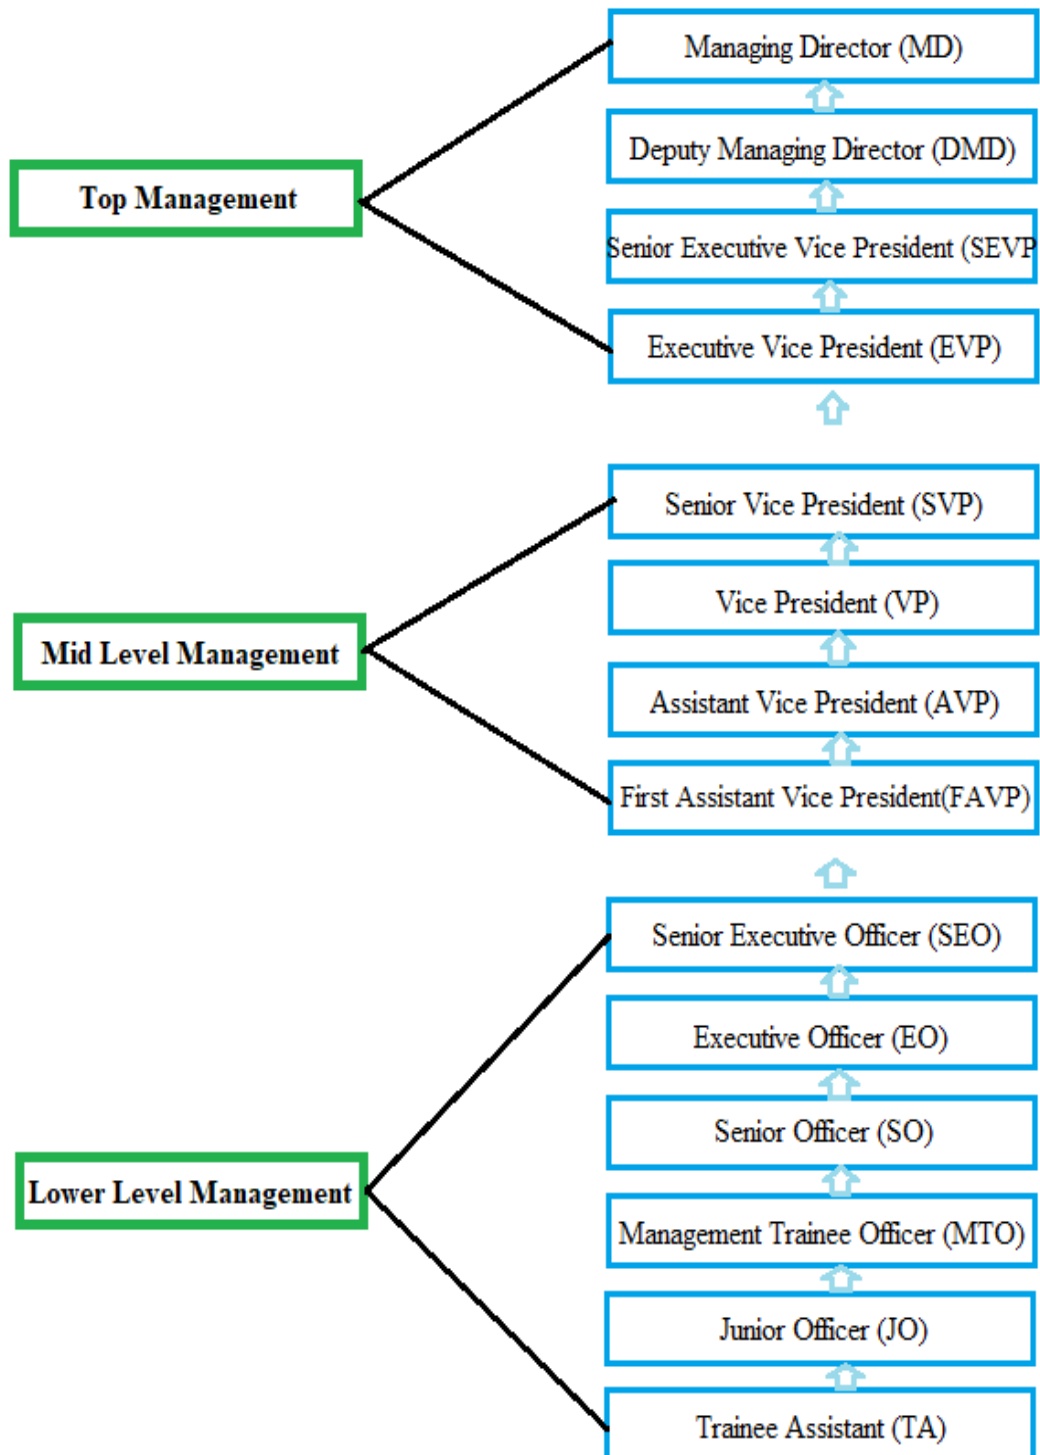 Managing Director (MD)
Deputy Managing Director (DMD)
Top Management
Senior Executive Vice President (SEVP
Executive Vice President (EVP)
Senior Vice President (SVP)
Vice President (VP)
Mid Level Management
Assistant Vice President (AVP)
First Assistant Vice President(FAVP)
Senior Executive Officer (SEO)
Executive Officer (EO)
Senior Officer (SO)
Lower Level Management
Management Trainee Officer (MTO)
Junior Officer (JO)
Trainee Assistant (TA)